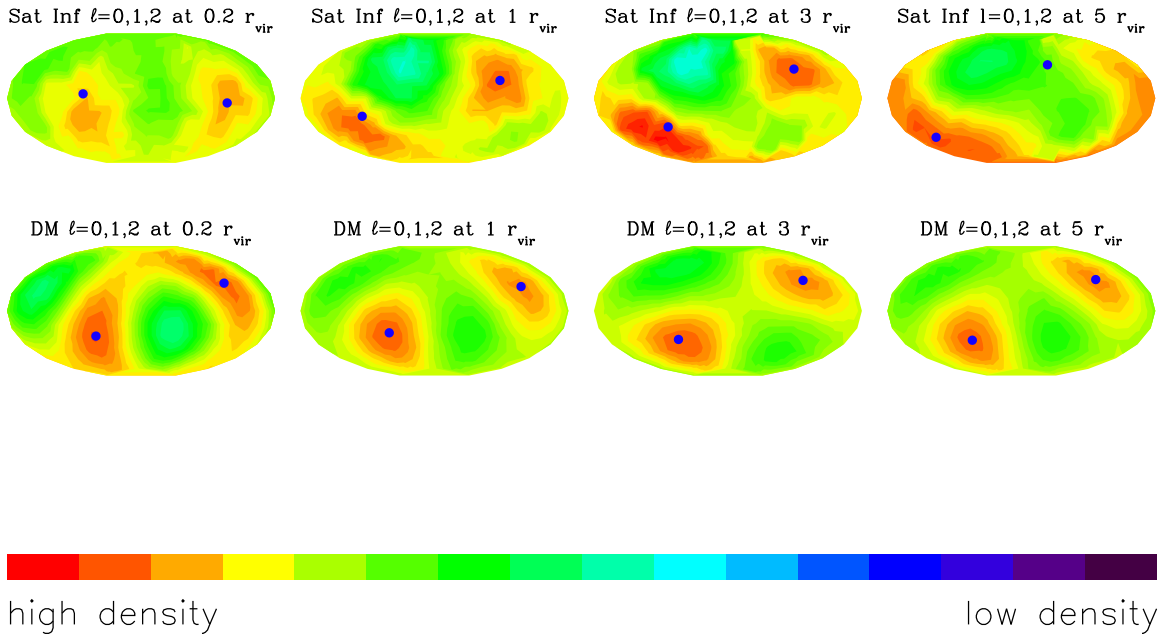 Sat Inf ℓ=0,1,2 at 0.2 r_vir
Sat Inf ℓ=0,1,2 at 1 r_vir
Sat Inf ℓ=0,1,2 at 3 r_vir
Sat Inf l=0,1,2 at 5 r_vir
DM ℓ=0,1,2 at 0.2 r_vir
DM ℓ=0,1,2 at 1 r_vir
DM ℓ=0,1,2 at 3 r_vir
DM ℓ=0,1,2 at 5 r_vir
high density
low density